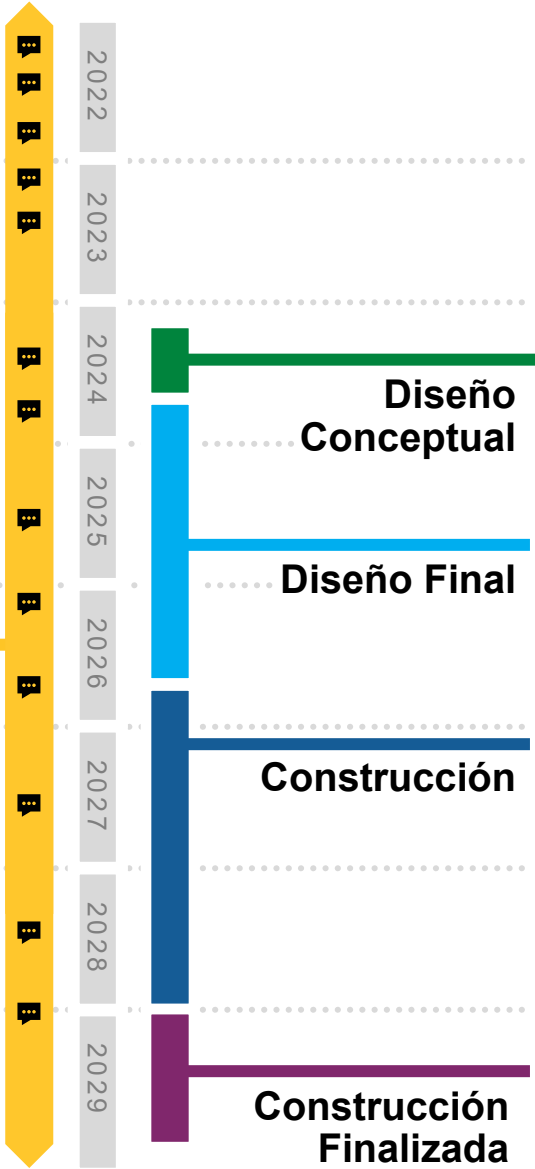 2022
2023
2024
Diseño
Conceptual
2025
Diseño Final
2026
Construcción
2027
2028
2029
Construcción
Finalizada